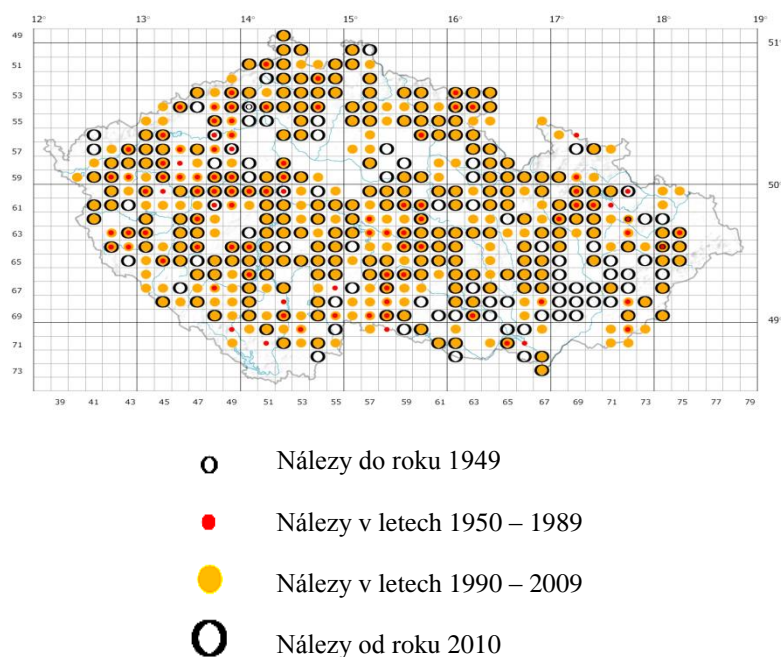 12° 13° 14° 15° 16° 17° 18° 19°
49
51°
51
53
55
57
59
50°
61
63
65
67
49°
69
71
73
39 41 43 45 47 49 51 53 55 57 59 61 63 65 67 69 71 73 75 77 79
Nálezy do roku 1949
Nálezy v letech 1950 – 1989
Nálezy v letech 1990 – 2009
Nálezy od roku 2010